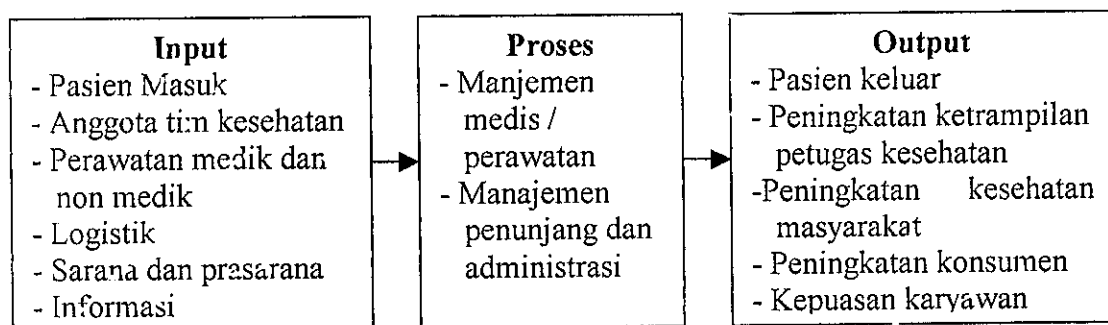 Input
- Pasien Masuk
- Anggota tim kesehatan
- Perawatan medik dan
non medik
- Logistik
- Sarana dan prasarana
- Informasi
Proses
- Manjemen
medis /
perawatan
- Manajemen
penunjang dan
administrasi
Output
- Pasien keluar
- Peningkatan ketrampilan
petugas kesehatan
-Peningkatan kesehatan
masyarakat
- Peningkatan konsumen
- Kepuasan karyawan